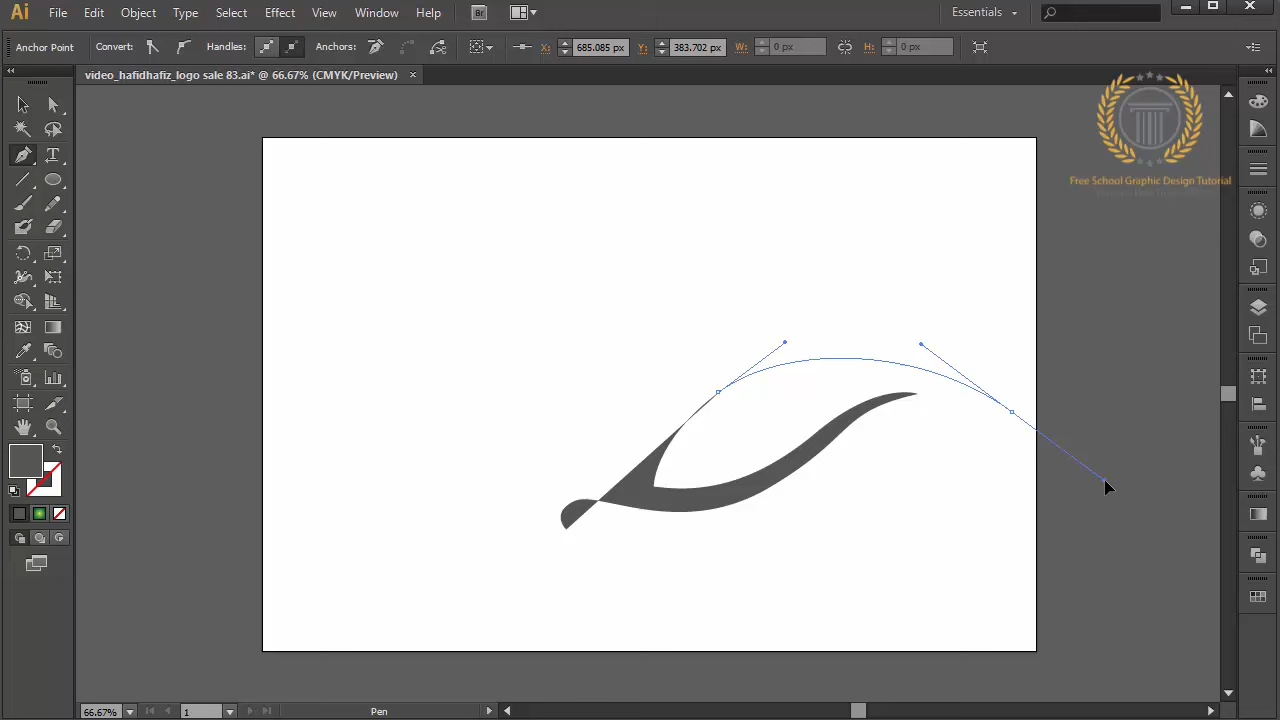 Ai File Edit Object Type Select Effect View Window Help Br Essentials
Anchor Point Convert: Handles: Anchors: X: 685.085 px Y: 383.702 px W: 0 px H: 0 px
video_hafidhafiz_logo sale 83.ai* @ 66.67% (CMYK/Preview)
Free School Graphic Design Tutorial
66.67% 1 Pen